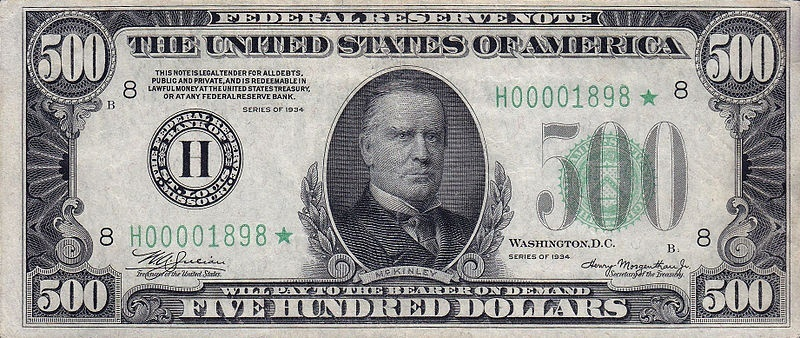 FEDERAL RESERVE NOTE
THE UNITED STATES OF AMERICA
500
500
THIS NOTE IS LEGAL TENDER FOR ALL DEBTS,
PUBLIC AND PRIVATE, AND IS REDEEMABLE IN
LAWFUL MONEY AT THE UNITED STATES TREASURY,
OR AT ANY FEDERAL RESERVE BANK.
SERIES OF 1934
B
8
H00001898★
8
FEDERAL RESERVE
BANK OF
H
ST. LOUIS
MISSOURI
500
8
H00001898★
WASHINGTON, D.C.
B
8
SERIES OF 1934
Treasurer of the United States.
McKINLEY
Henry Morgenthau Jr.
Secretary of the Treasury.
WILL PAY TO THE BEARER ON DEMAND
500
FIVE HUNDRED DOLLARS
500